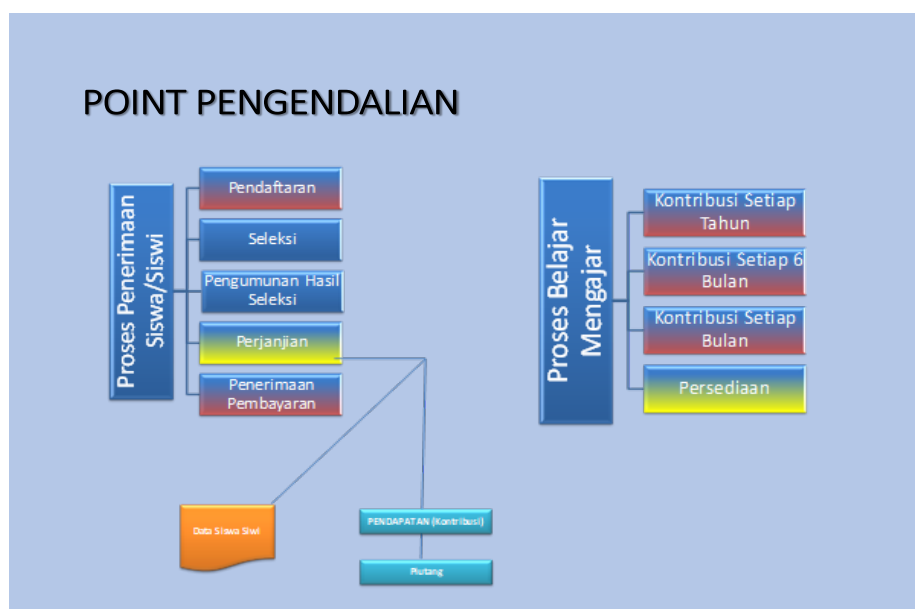 POINT PENGENDALIAN
Proses Penerimaan
Siswa/Siswi
Pendaftaran
Seleksi
Pengumunan Hasil
Seleksi
Perjanjian
Penerimaan
Pembayaran
Data Siswa Siwi
PENDAPATAN (Kontribusi)
Piutang
Proses Belajar
Mengajar
Kontribusi Setiap
Tahun
Kontribusi Setiap 6
Bulan
Kontribusi Setiap
Bulan
Persediaan